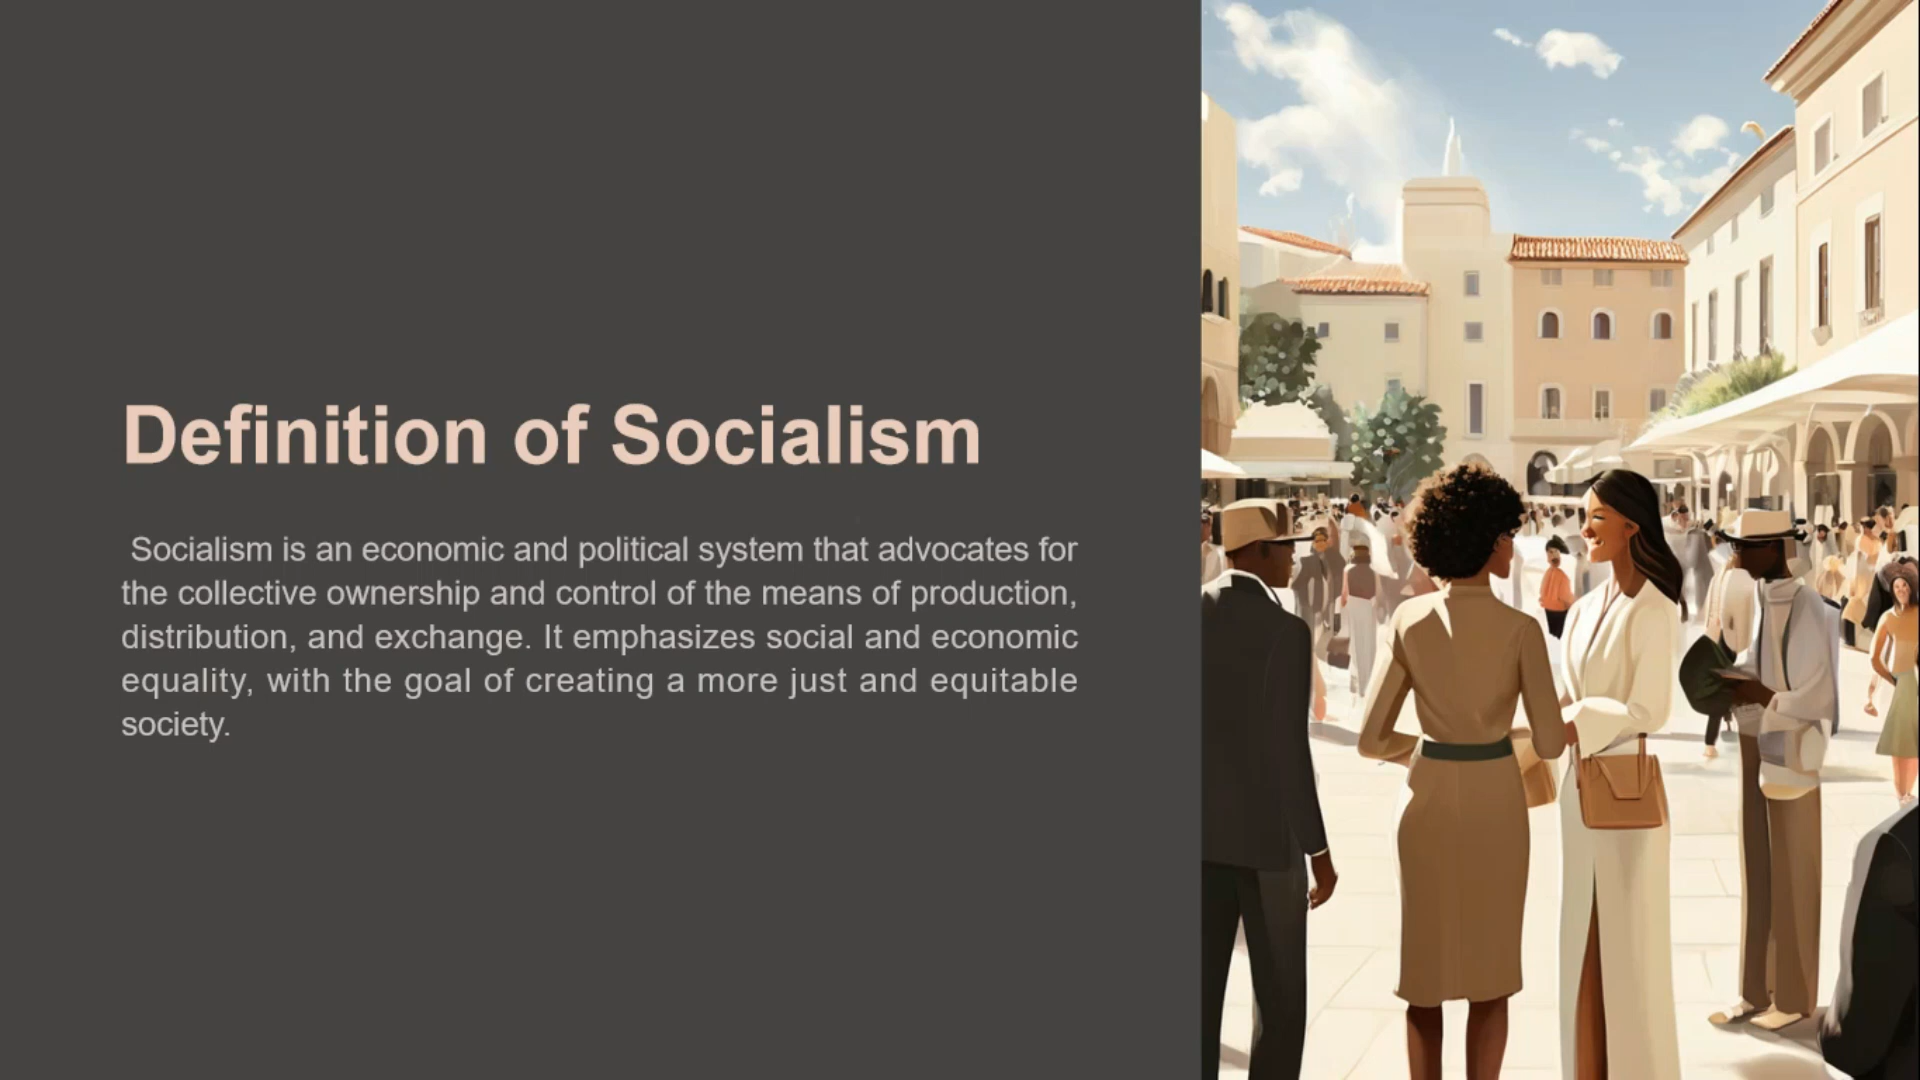 Definition of Socialism
Socialism is an economic and political system that advocates for
the collective ownership and control of the means of production,
distribution, and exchange. It emphasizes social and economic
equality, with the goal of creating a more just and equitable
society.